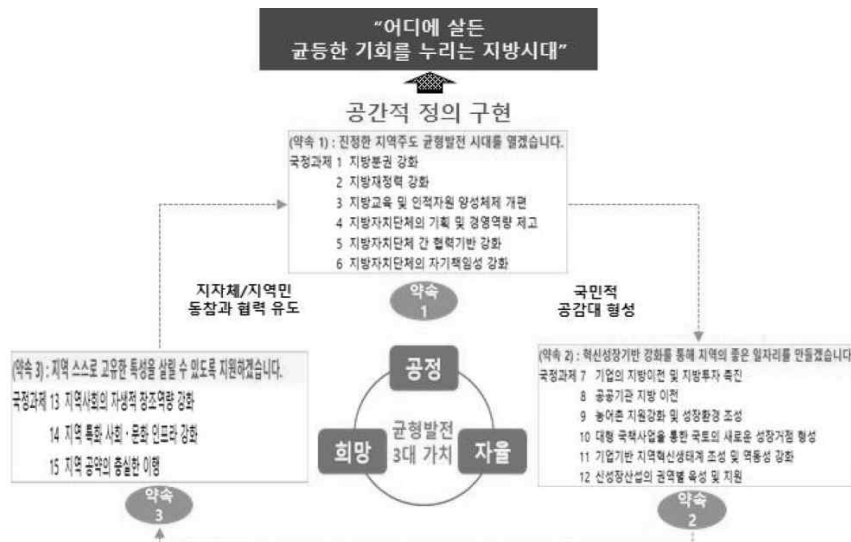 “어디에 살든
균등한 기회를 누리는 지방시대”
공간적 정의 구현
(약속 1) : 진정한 지역주도 균형발전 시대를 열겠습니다.
국정과제 1 지방분권 강화
2 지방재정력 강화
3 지방교육 및 인적자원 양성체제 개편
4 지방자치단체의 기획 및 경영역량 제고
5 지방자치단체 간 협력기반 강화
6 지방자치단체의 자기책임성 강화
약속
1
지자체/지역민
동참과 협력 유도
국민적
공감대 형성
(약속 2) : 혁신성장기반 강화를 통해 지역의 좋은 일자리를 만들겠습니다.
국정과제 7 기업의 지방이전 및 지방투자 촉진
8 공공기관 지방 이전
9 농어촌 지원강화 및 성장환경 조성
10 대형 국책사업을 통한 국토의 새로운 성장거점 형성
11 기업기반 지역혁신생태계 조성 및 역동성 강화
12 신성장산업의 권역별 육성 및 지원
약속
2
(약속 3) : 지역 스스로 고유한 특성을 살릴 수 있도록 지원하겠습니다.
국정과제 13 지역사회의 자생적 창조역량 강화
14 지역 특화 사회·문화 인프라 강화
15 지역 공약의 충실한 이행
약속
3
공정
균형발전
3대 가치
희망
자율